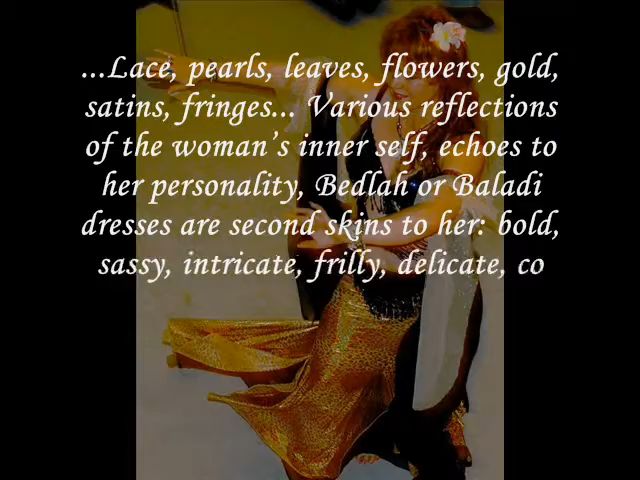 ...Lace, pearls, leaves, flowers, gold,
satins, fringes... Various reflections
of the woman's inner self, echoes to
her personality, Bedlah or Baladi
dresses are second skins to her: bold,
sassy, intricate, frilly, delicate, co